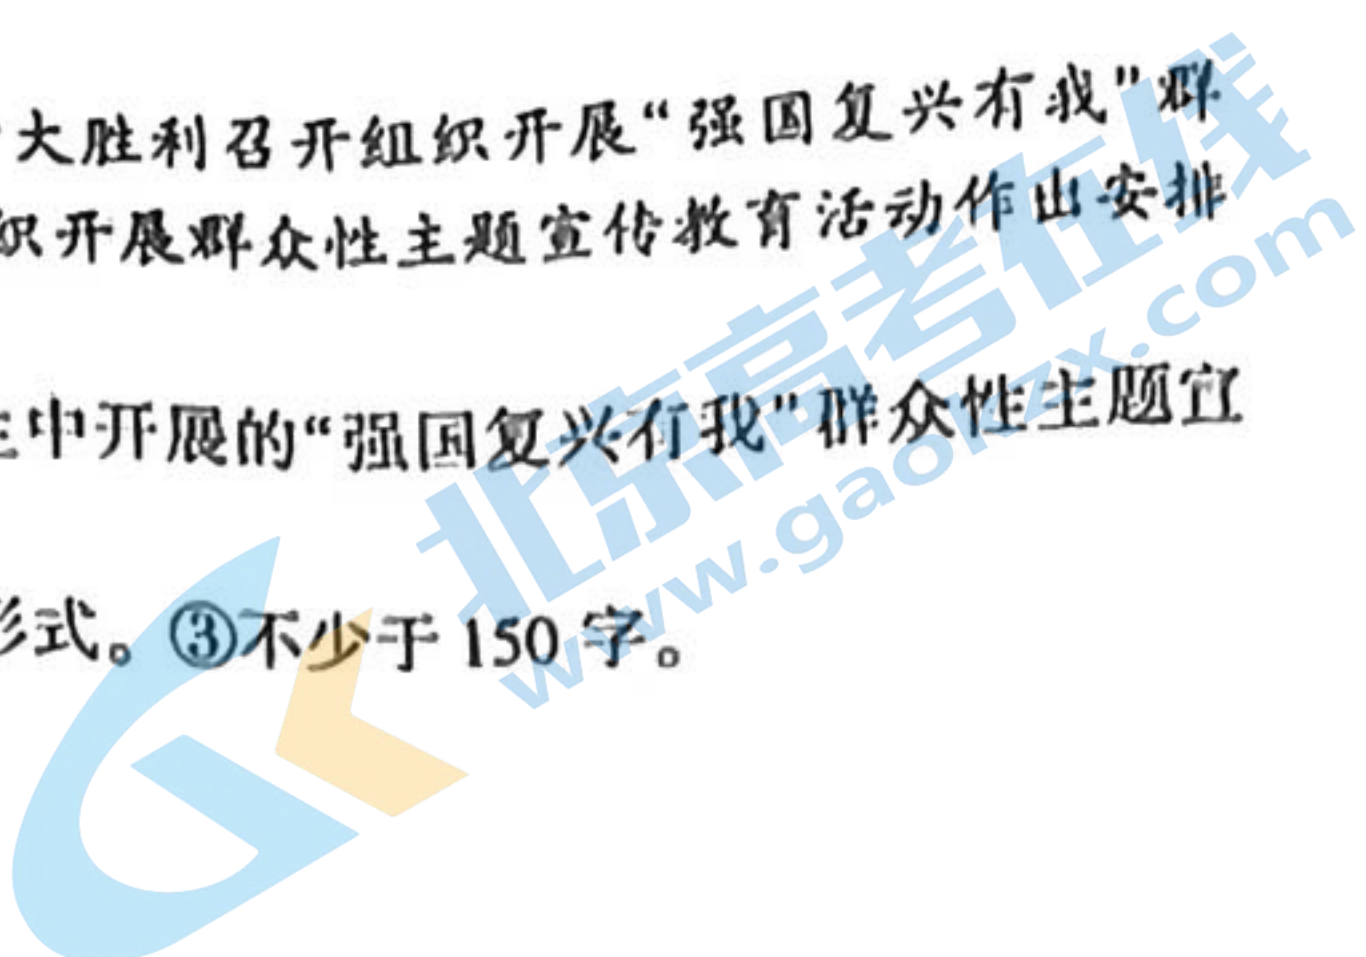 大胜利召开组织开展“强国复兴有我”群
织开展群众性主题宣传教育活动作出安排
中开展的“强国复兴有我”群众性主题宣
形式。③不少于 150 字。
北京高考在线
www.gaokzx.com